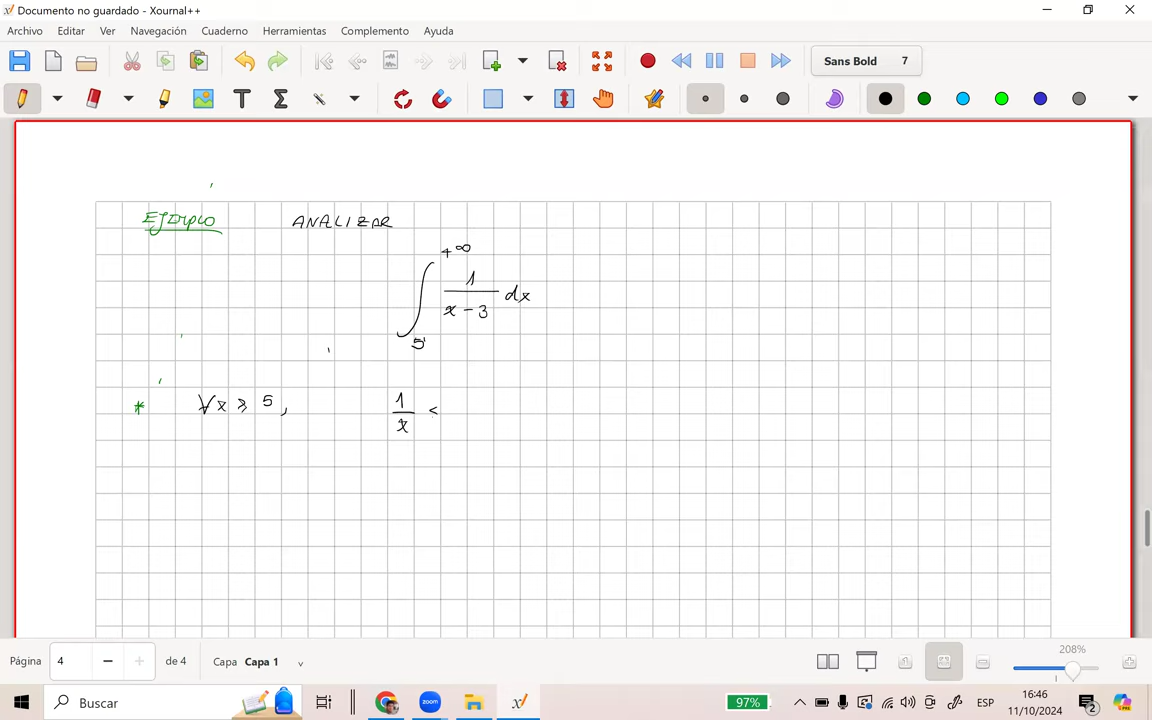 Documento no guardado - Xournal++
Archivo Editar Ver Navegación Cuaderno Herramientas Complemento Ayuda
Sans Bold 7
EJEMPLO ANALIZAR
∫₅^{+∞} 1/(x-3) dx
* ∀x ⩾ 5, 1/x <
Página 4 de 4 Capa Capa 1 208%
Buscar zoom 97% ESP 16:46 11/10/2024 2